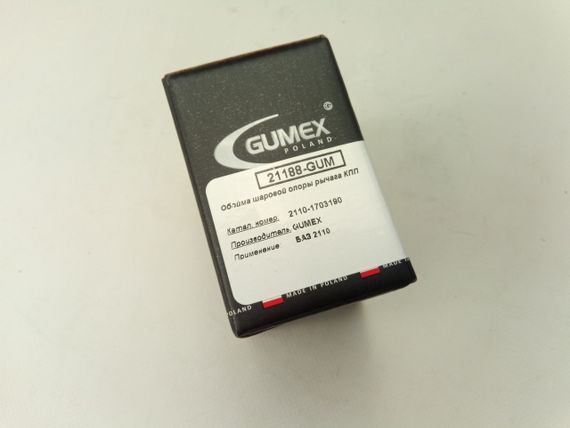 ©
GUMEX
POLAND
21188-GUM
Обойма шаровой опоры рычага КПП
Катал. номер: 2110-1703190
Производитель: GUMEX
Применение: ВАЗ 2110
POLAND MADE IN POLAND MADE IN